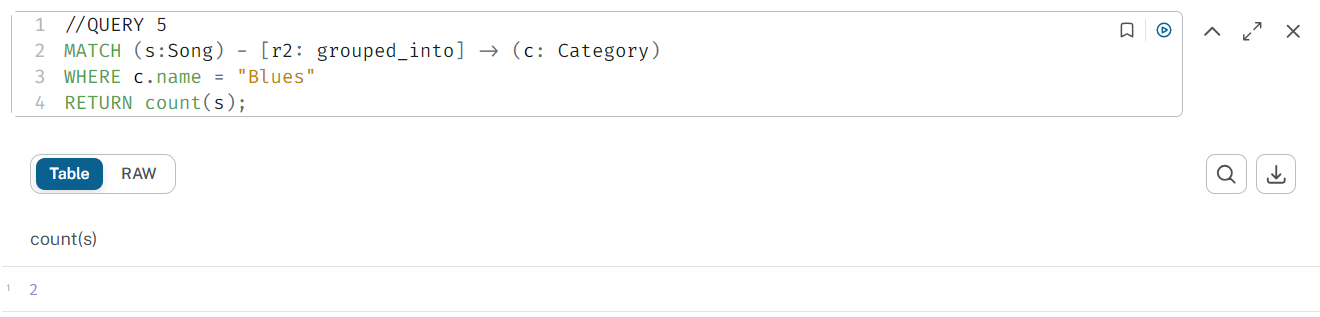 1 //QUERY 5
2 MATCH (s:Song) - [r2: grouped_into] -> (c: Category)
3 WHERE c.name = "Blues"
4 RETURN count(s);
Table RAW
count(s)
1 2